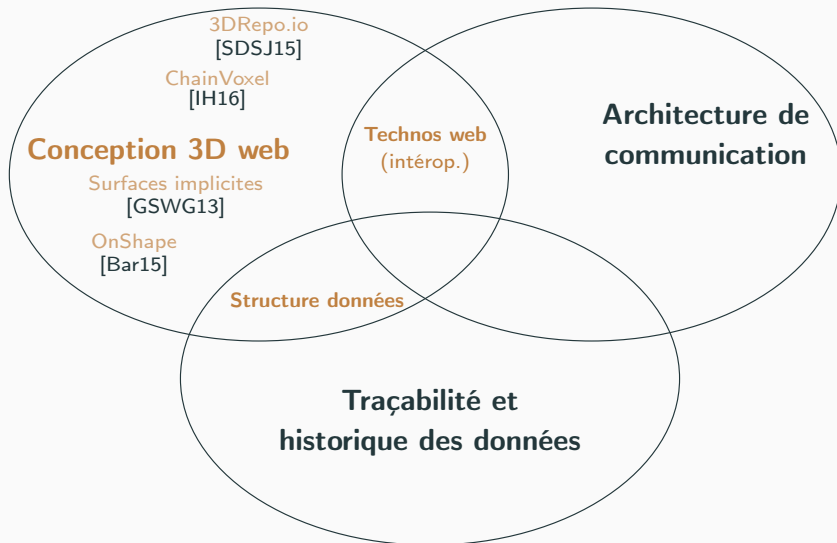 3DRepo.io
[SDSJ15]
ChainVoxel
[IH16]
Conception 3D web
Surfaces implicites
[GSWG13]
OnShape
[Bar15]
Technos web
(intérop.)
Architecture de
communication
Structure données
Traçabilité et
historique des données